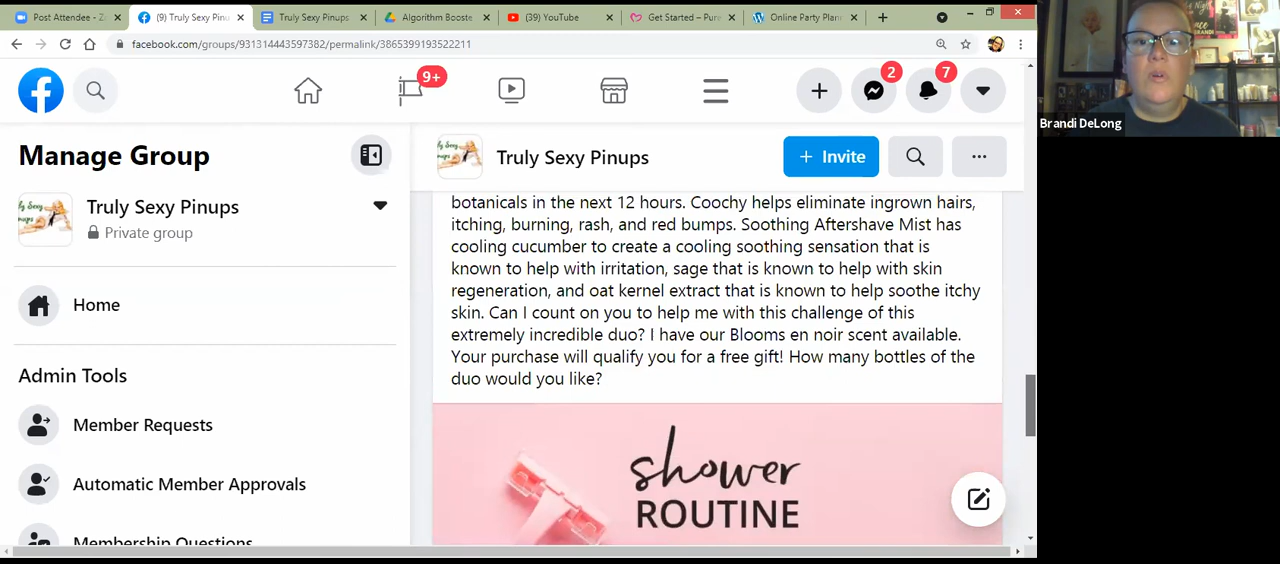 Post Attendee - Z
(9) Truly Sexy Pinu
Truly Sexy Pinups
Algorithm Booste
(39) YouTube
Get Started – Pure
Online Party Plan
facebook.com/groups/931314443597382/permalink/3865399193522211
9+
2
7
Brandi DeLong
Manage Group
Truly Sexy Pinups
Private group
Home
Admin Tools
Member Requests
Automatic Member Approvals
Membership Questions
Truly Sexy Pinups
+ Invite
botanicals in the next 12 hours. Coochy helps eliminate ingrown hairs,
itching, burning, rash, and red bumps. Soothing Aftershave Mist has
cooling cucumber to create a cooling soothing sensation that is
known to help with irritation, sage that is known to help with skin
regeneration, and oat kernel extract that is known to help soothe itchy
skin. Can I count on you to help me with this challenge of this
extremely incredible duo? I have our Blooms en noir scent available.
Your purchase will qualify you for a free gift! How many bottles of the
duo would you like?
shower
ROUTINE